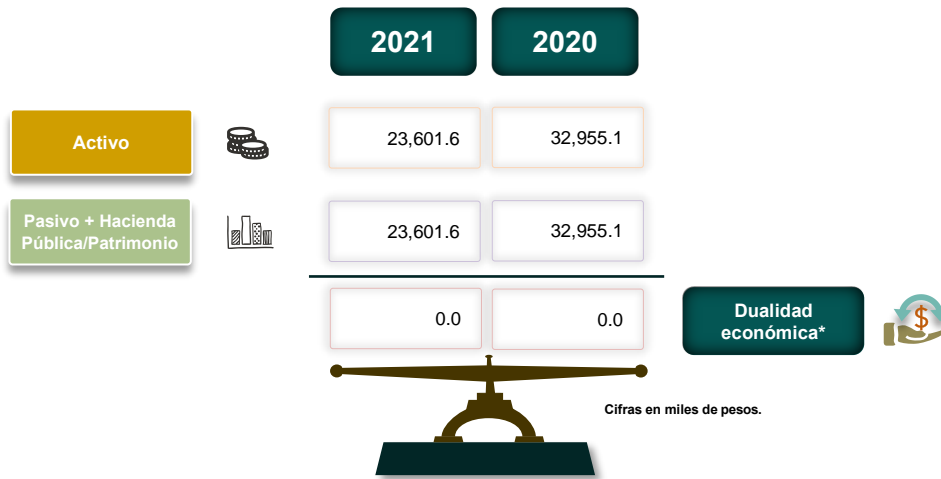 2021 2020
Activo 23,601.6 32,955.1
Pasivo + Hacienda
Pública/Patrimonio 23,601.6 32,955.1
0.0 0.0 Dualidad
económica*
Cifras en miles de pesos.